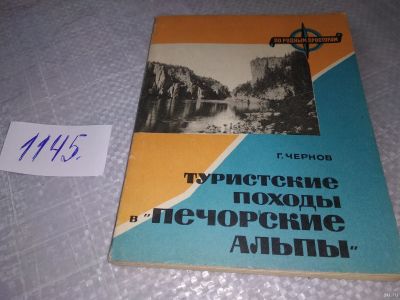 ПО РОДНЫМ ПРОСТОРАМ
1145.
Г. ЧЕРНОВ
ТУРИСТСКИЕ
ПОХОДЫ
В "ПЕЧОРСКИЕ
АЛЬПЫ"